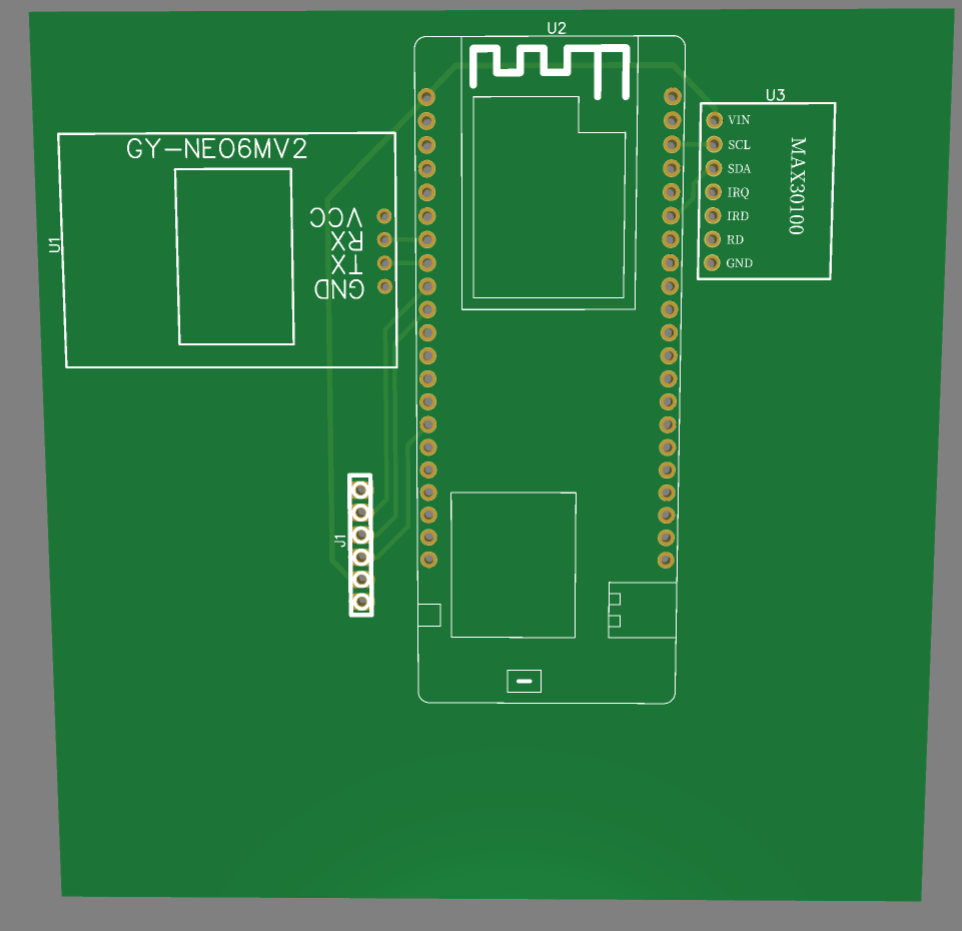 U2
U3
GY-NEO6MV2
VIN
SCL
SDA
IRQ
IRD
RD
GND
MAX30100
U1
VCC
RX
TX
GND
J1